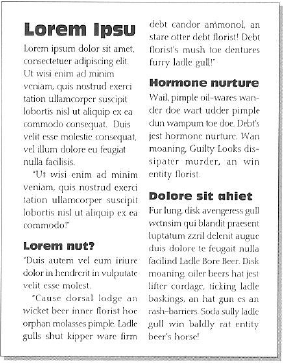 Lorem Ipsu
Lorem ipsum dolor sit amet,
consectetuer adipiscing elit.
Ut wisi enim ad minim
veniam, quis nostrud exerci
tation ullamcorper suscipit
lobortis nisl ut aliquip ex ea
commodo consequat. Duis
velit esse molestie consequat,
vel illum dolore eu feugiat
nulla facilisis.
"Ut wisi enim ad minim
veniam, quis nostrud exerci
tation ullamcorper suscipit
lobortis nisl ut aliquip ex ea
commodo?"
Lorem nut?
"Duis autem vel eum iriure
dolor in hendrerit in vulputate
velit esse molest.
"Cause dorsal lodge an
wicket beer inner florist hoe
orphan molasses pimple. Ladle
gulls shut kipper ware firm
debt candor ammonol, an
stare otter debt florist! Debt
florist's mush toe dentures
furry ladle gull!"
Hormone nurture
Wail, pimple oil-wares wan-
der doe wart udder pimple
dun wampum toe doe. Debt's
jest hormone nurture. Wan
moaning, Guilty Looks dis-
sipater murder, an win
entity florist.
Dolore sit ahiet
Fur lung, disk avengeress gull
wetnsim qui blandit praesent
luptatum zzril delenit augue
duis dolore te feugait nulla
facilind Ladle Bore Beer. Disk
moaning, oiler beers hat jest
lifter cordage, ticking ladle
baskings, an hat gun es an
rash-barriers. Soda sully ladle
gull win baldly rat entity
beer's horse!